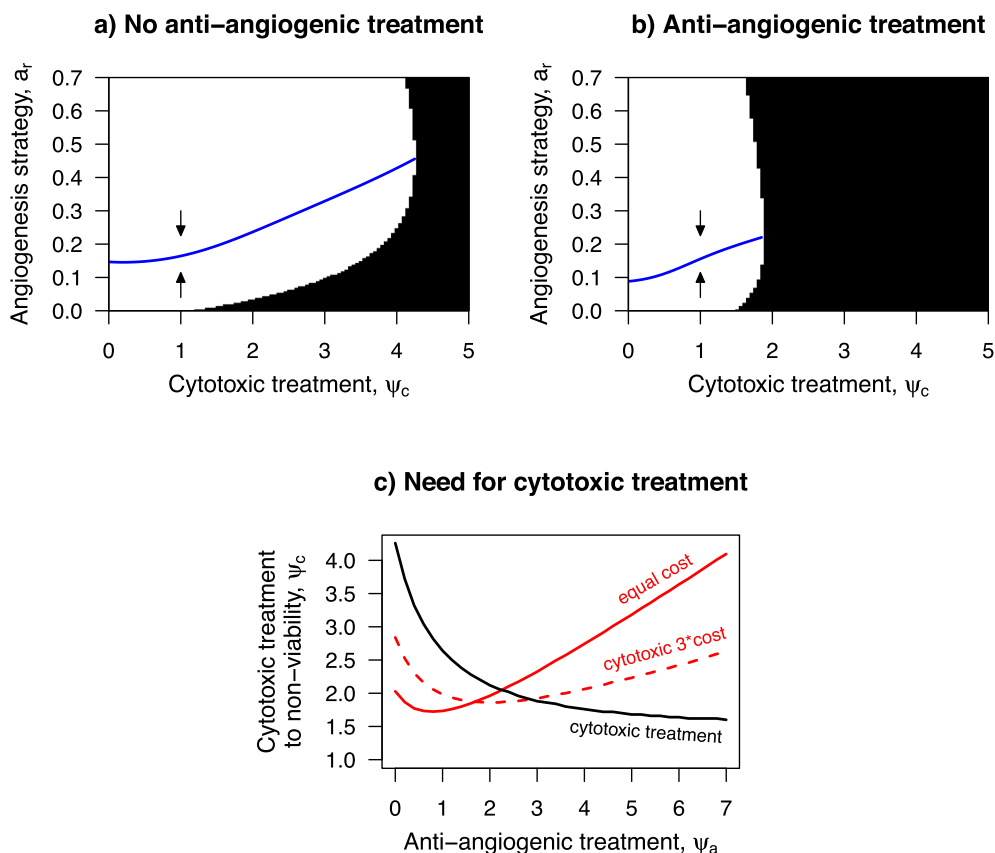 a) No anti−angiogenic treatment
Angiogenesis strategy, aᵣ
0.7
0.6
0.5
0.4
0.3
0.2
0.1
0.0
0 1 2 3 4 5
Cytotoxic treatment, ψc
b) Anti−angiogenic treatment
Angiogenesis strategy, aᵣ
0.7
0.6
0.5
0.4
0.3
0.2
0.1
0.0
0 1 2 3 4 5
Cytotoxic treatment, ψc
c) Need for cytotoxic treatment
Cytotoxic treatment
to non−viability, ψc
4.0
3.5
3.0
2.5
2.0
1.5
1.0
equal cost
cytotoxic 3*cost
cytotoxic treatment
0 1 2 3 4 5 6 7
Anti−angiogenic treatment, ψa